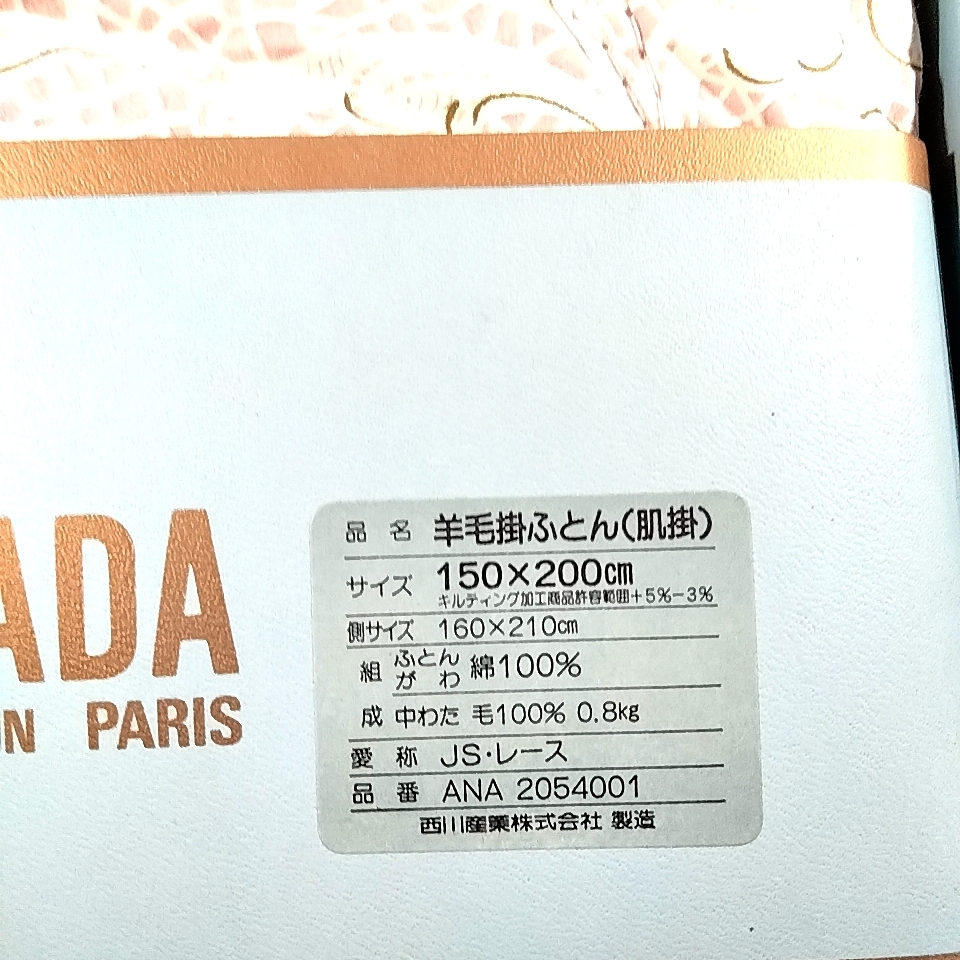 ADA
ON PARIS
品名 羊毛掛ふとん(肌掛)
サイズ 150×200cm
キルティング加工商品許容範囲+5%-3%
側サイズ 160×210cm
組成 ふとんがわ 綿100%
中わた 毛100% 0.8kg
愛称 JS・レース
品番 ANA 2054001
西川産業株式会社 製造